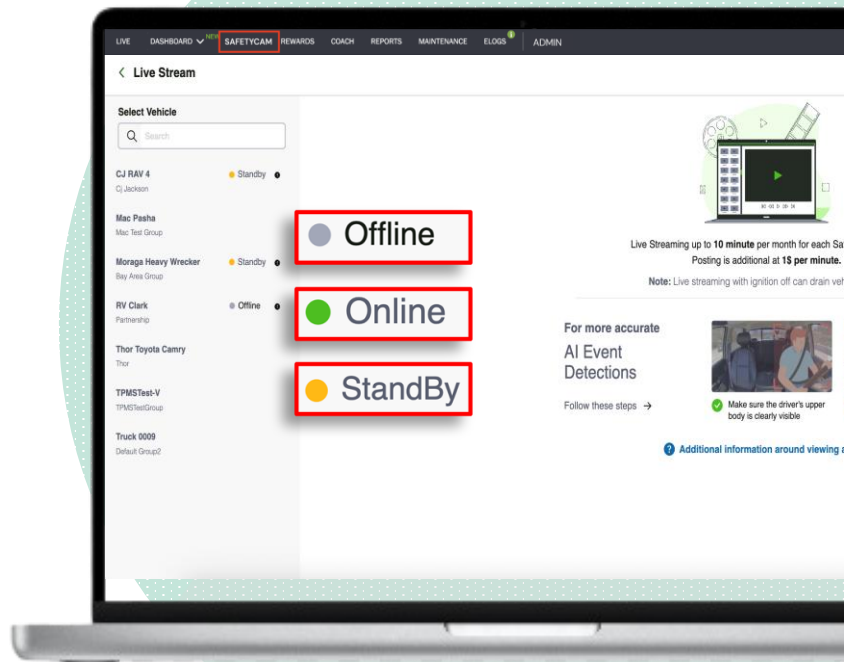 LIVE DASHBOARD NEW SAFETYCAM REWARDS COACH REPORTS MAINTENANCE ELOGS ADMIN
Live Stream
Select Vehicle
Search
CJ RAV 4 Standby
Cj Jackson
Mac Pasha
Mac Test Group
Moraga Heavy Wrecker Standby
Bay Area Group
RV Clark Offline
Partnership
Thor Toyota Camry
Thor
TPMSTest-V
TPMSTestGroup
Truck 0009
Default Group2
Offline
Online
StandBy
Live Streaming up to 10 minute per month for each Sa
Posting is additional at 1$ per minute.
Note: Live streaming with ignition off can drain veh
For more accurate
AI Event
Detections
Follow these steps →
Make sure the driver's upper
body is clearly visible
Additional information around viewing a